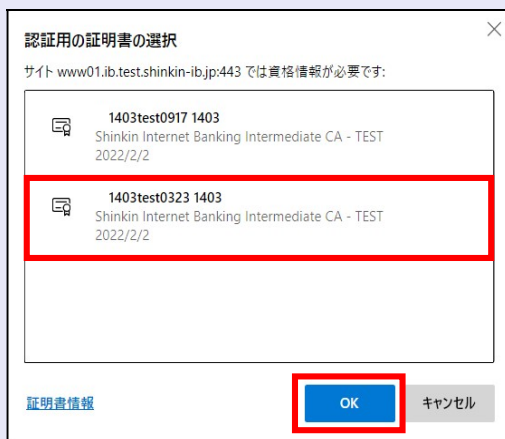 認証用の証明書の選択
サイト www01.ib.test.shinkin-ib.jp:443 では資格情報が必要です:
1403test0917 1403
Shinkin Internet Banking Intermediate CA - TEST
2022/2/2
1403test0323 1403
Shinkin Internet Banking Intermediate CA - TEST
2022/2/2
証明書情報
OK
キャンセル